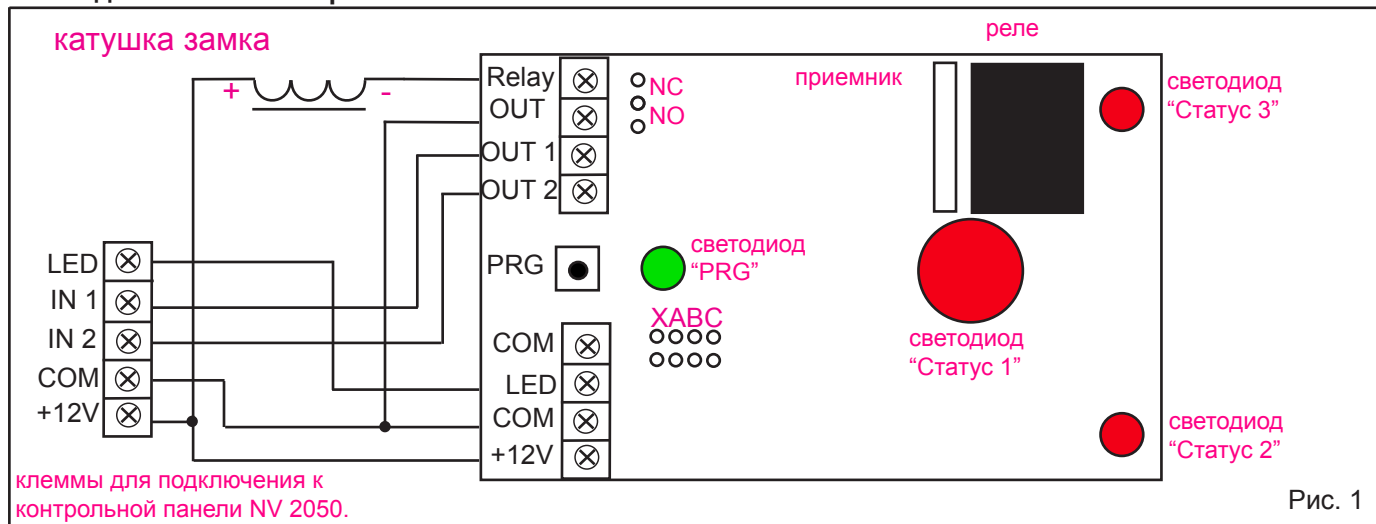 катушка замка
+
-
реле
приемник
светодиод
“Статус 3”
Relay
OUT
OUT 1
OUT 2
NC
NO
PRG
светодиод
“PRG”
XABC
COM
LED
COM
+12V
светодиод
“Статус 1”
светодиод
“Статус 2”
LED
IN 1
IN 2
COM
+12V
клеммы для подключения к
контрольной панели NV 2050.
Рис. 1